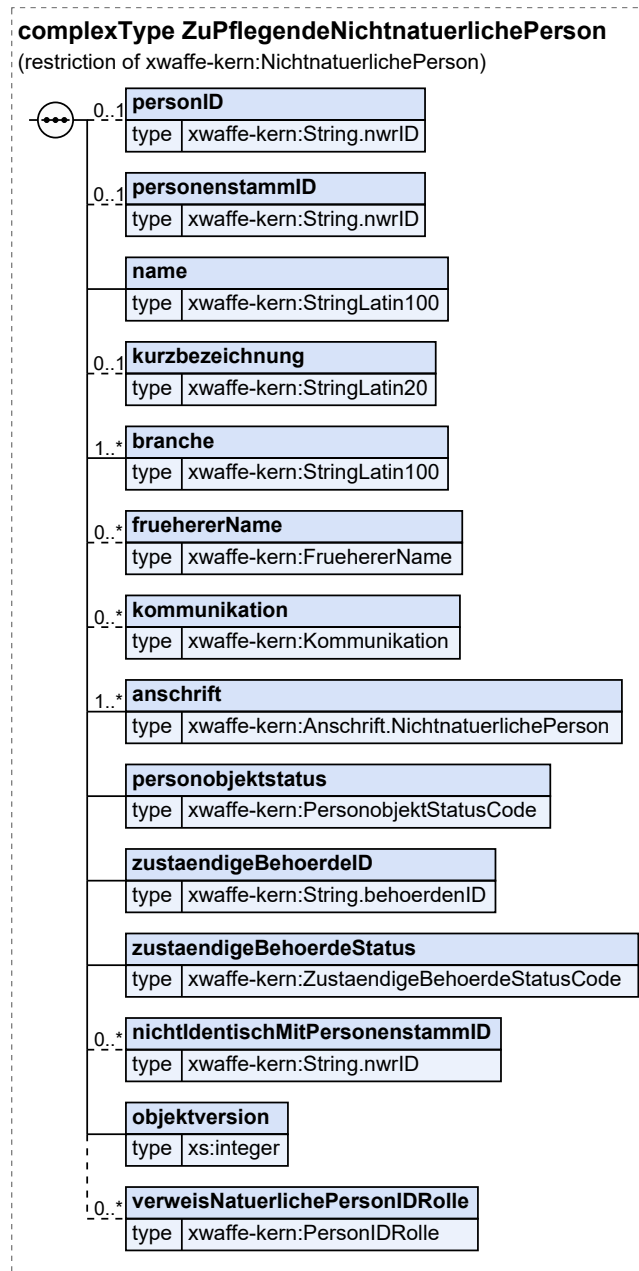 complexType ZuPflegendeNichtnatuerlichePerson
(restriction of xwaffe-kern:NichtnatuerlichePerson)
0..1 personID
type xwaffe-kern:String.nwrID
0..1 personenstammID
type xwaffe-kern:String.nwrID
name
type xwaffe-kern:StringLatin100
0..1 kurzbezeichnung
type xwaffe-kern:StringLatin20
1..* branche
type xwaffe-kern:StringLatin100
0..* fruehererName
type xwaffe-kern:FruehererName
0..* kommunikation
type xwaffe-kern:Kommunikation
1..* anschrift
type xwaffe-kern:Anschrift.NichtnatuerlichePerson
personobjektstatus
type xwaffe-kern:PersonobjektStatusCode
zustaendigeBehoerdeID
type xwaffe-kern:String.behoerdenID
zustaendigeBehoerdeStatus
type xwaffe-kern:ZustaendigeBehoerdeStatusCode
0..* nichtIdentischMitPersonenstammID
type xwaffe-kern:String.nwrID
objektversion
type xs:integer
0..* verweisNatuerlichePersonIDRolle
type xwaffe-kern:PersonIDRolle